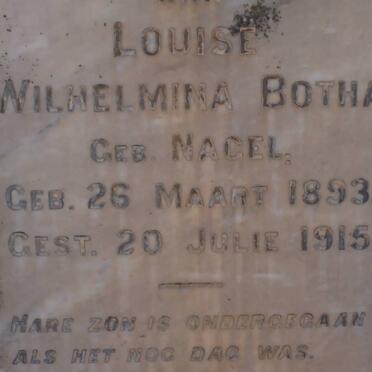 LOUISE
WILHELMINA BOTHA
GEB. NAGEL;
GEB. 26 MAART 1893
GEST. 20 JULIE 1915
HARE ZON IS ONDERGEGAAN
ALS HET NOG DAG WAS.